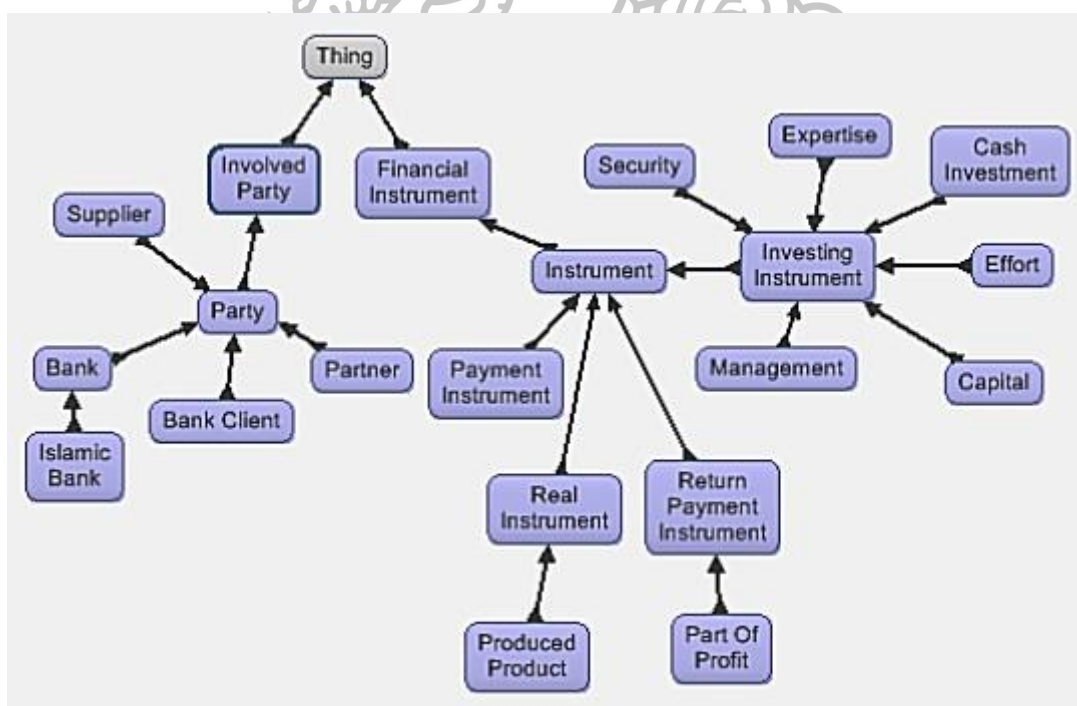 Thing
Involved
Party
Financial
Instrument
Security
Expertise
Cash
Investment
Supplier
Instrument
Investing
Instrument
Effort
Party
Bank
Partner
Payment
Instrument
Management
Capital
Bank Client
Islamic
Bank
Real
Instrument
Return
Payment
Instrument
Produced
Product
Part Of
Profit